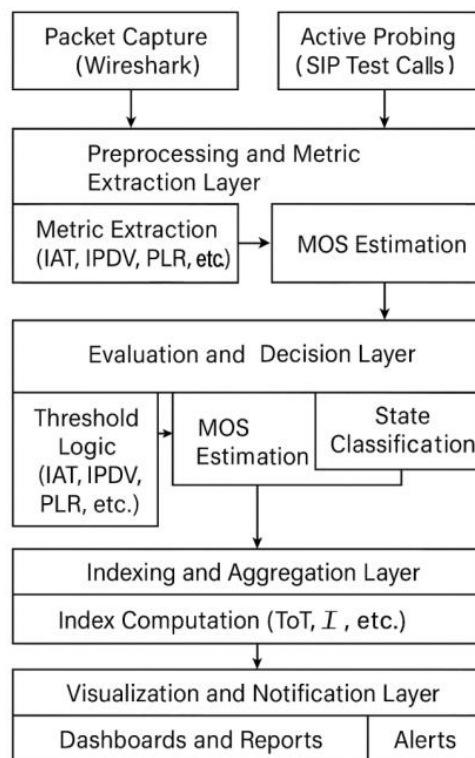 Packet Capture
(Wireshark)
Active Probing
(SIP Test Calls)
Preprocessing and Metric
Extraction Layer
Metric Extraction
(IAT, IPDV, PLR, etc.)
MOS Estimation
Evaluation and Decision Layer
Threshold
Logic
(IAT, IPDV,
PLR, etc.)
MOS
Estimation
State
Classification
Indexing and Aggregation Layer
Index Computation (ToT, I, etc.)
Visualization and Notification Layer
Dashboards and Reports
Alerts